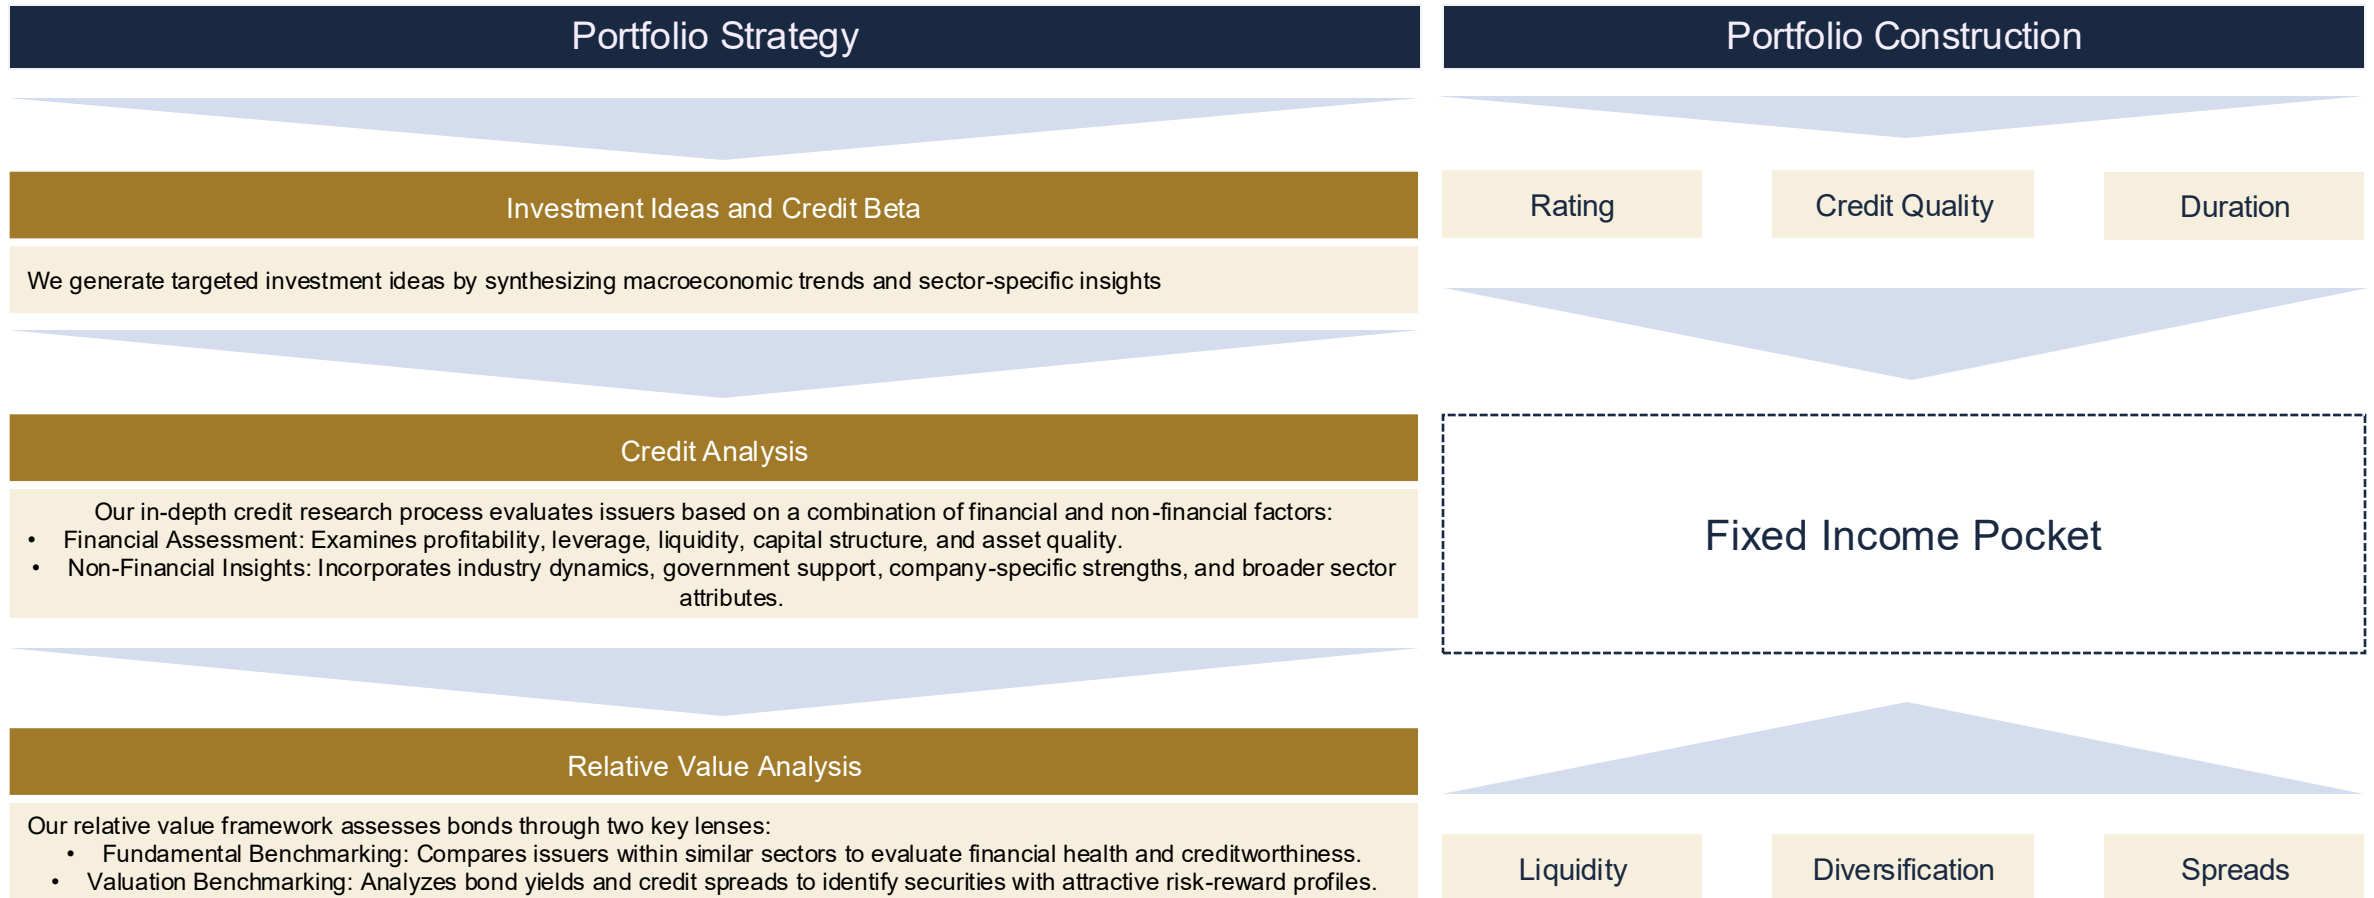 Portfolio Strategy
Investment Ideas and Credit Beta
We generate targeted investment ideas by synthesizing macroeconomic trends and sector-specific insights
Credit Analysis
Our in-depth credit research process evaluates issuers based on a combination of financial and non-financial factors:
• Financial Assessment: Examines profitability, leverage, liquidity, capital structure, and asset quality.
• Non-Financial Insights: Incorporates industry dynamics, government support, company-specific strengths, and broader sector
attributes.
Relative Value Analysis
Our relative value framework assesses bonds through two key lenses:
• Fundamental Benchmarking: Compares issuers within similar sectors to evaluate financial health and creditworthiness.
• Valuation Benchmarking: Analyzes bond yields and credit spreads to identify securities with attractive risk-reward profiles.
Portfolio Construction
Rating
Credit Quality
Duration
Fixed Income Pocket
Liquidity
Diversification
Spreads